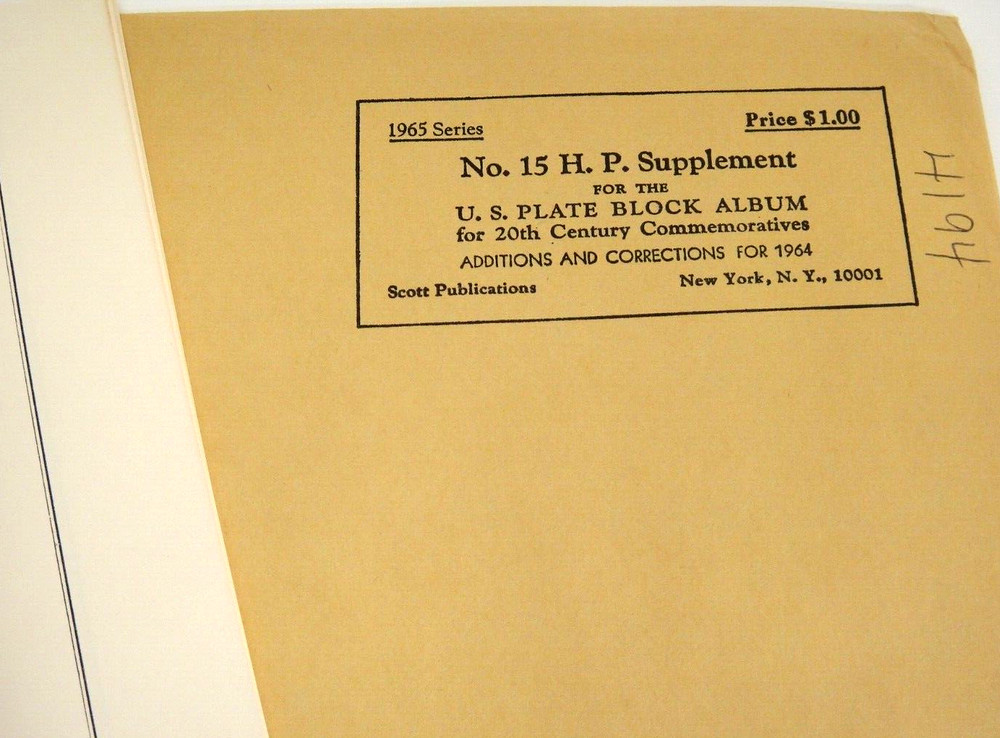 1965 Series
Price $1.00
No. 15 H. P. Supplement
FOR THE
U. S. PLATE BLOCK ALBUM
for 20th Century Commemoratives
ADDITIONS AND CORRECTIONS FOR 1964
Scott Publications
New York, N. Y., 10001
4194